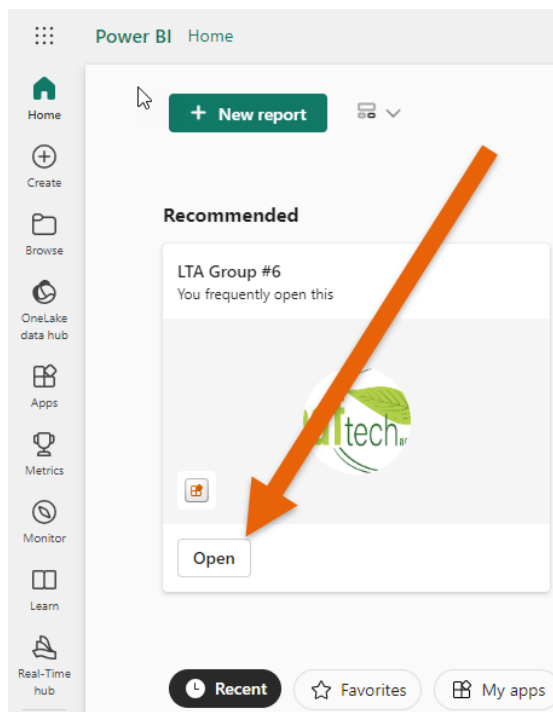 Power BI Home
Home
Create
Browse
OneLake
data hub
Apps
Metrics
Monitor
Learn
Real-Time
hub
+ New report
Recommended
LTA Group #6
You frequently open this
tech
Open
Recent
Favorites
My apps